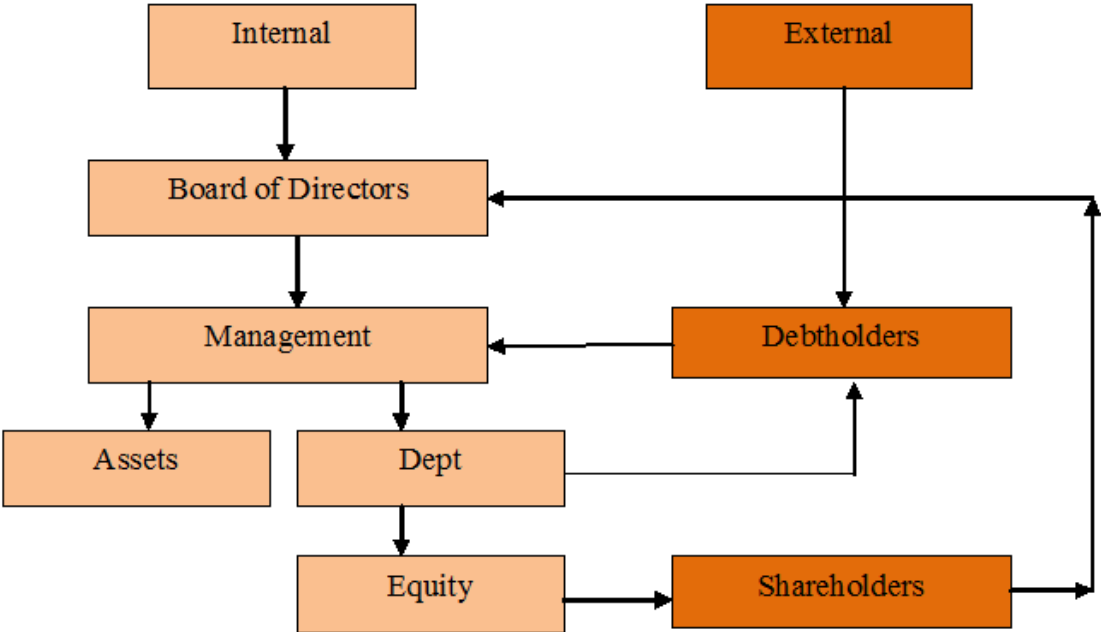 Internal
External
Board of Directors
Management
Debtholders
Assets
Dept
Equity
Shareholders